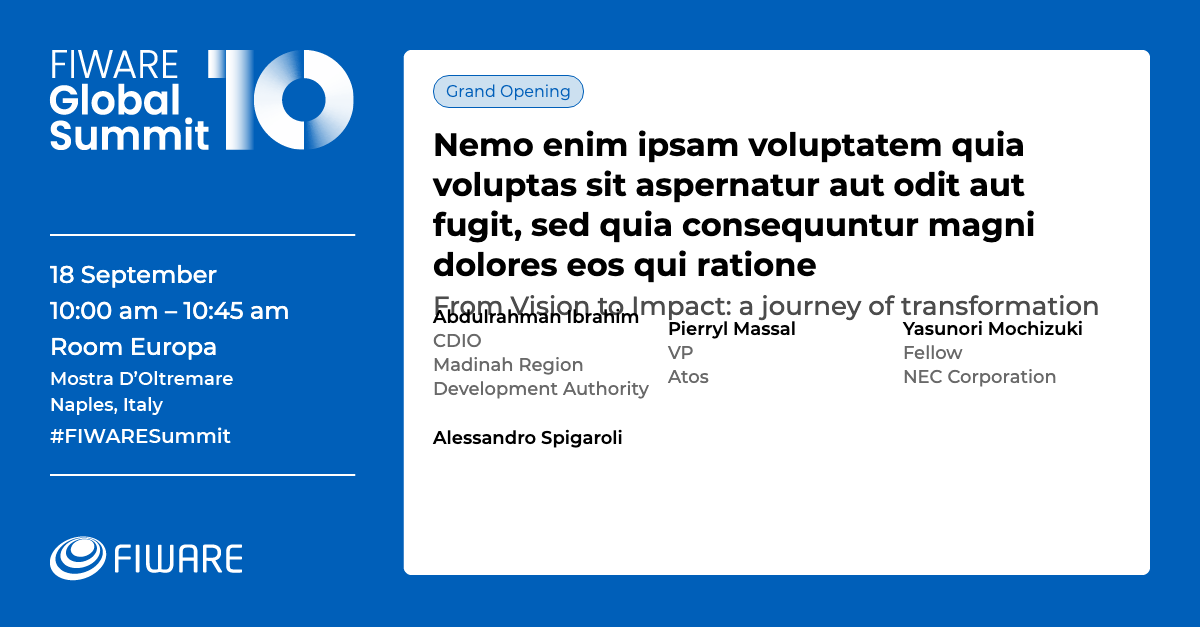 FIWARE
Global
Summit
10
18 September
10:00 am – 10:45 am
Room Europa
Mostra D’Oltremare
Naples, Italy
#FIWARESummit
FIWARE
Grand Opening
Nemo enim ipsam voluptatem quia
voluptas sit aspernatur aut odit aut
fugit, sed quia consequuntur magni
dolores eos qui ratione
From Vision to Impact: a journey of transformation
Abdulrahman Ibrahim
CDIO
Madinah Region
Development Authority
Pierryl Massal
VP
Atos
Yasunori Mochizuki
Fellow
NEC Corporation
Alessandro Spigaroli